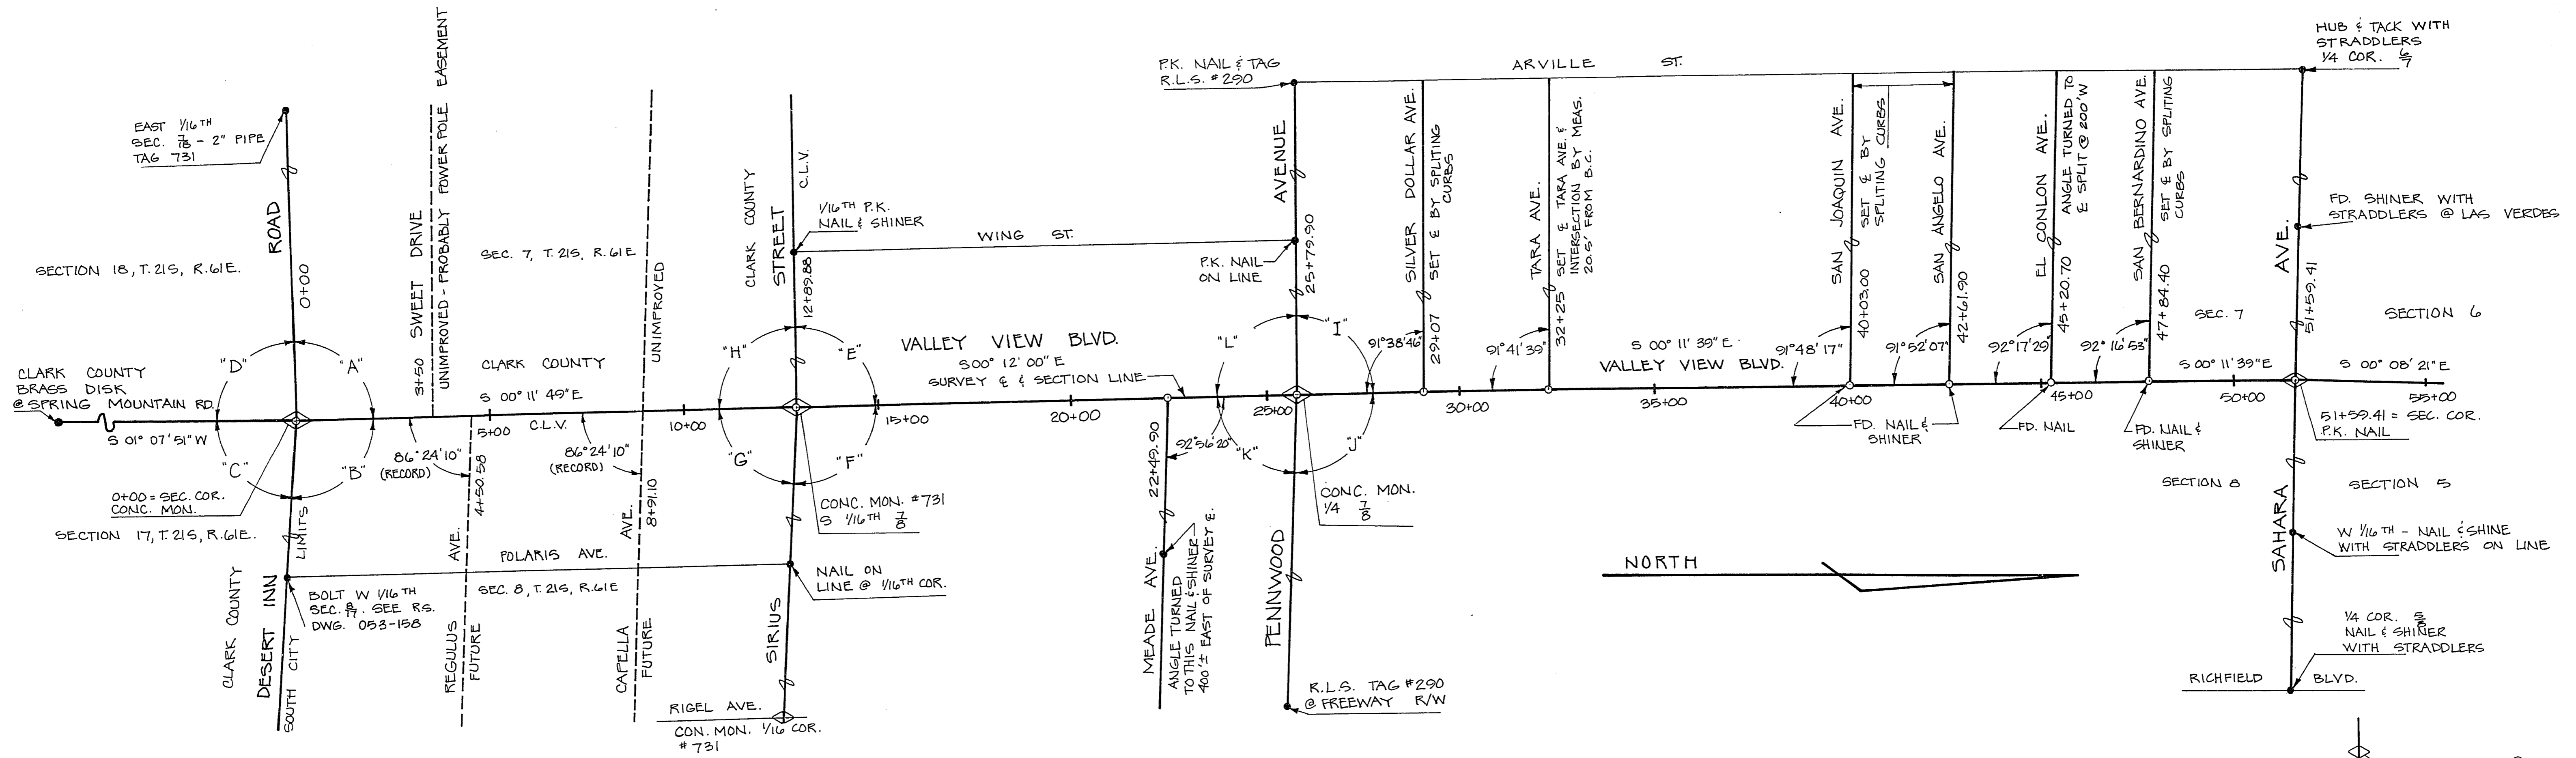 HUB & TACK WITH
STRADDLERS
1/4 COR. 6/7
P.K. NAIL & TAG
R.L.S. #290
ARVILLE ST.
EAST 1/16TH
SEC. 7/18 - 2" PIPE
TAG 731
ROAD
0+00
SECTION 18, T.21S, R.61E.
3+50 SWEET DRIVE
UNIMPROVED - PROBABLY POWER POLE EASEMENT
SEC. 7, T.21S, R.61E
UNIMPROVED
CLARK COUNTY
C.L.V.
STREET
12+89.88
1/16TH P.K.
NAIL & SHINER
WING ST.
P.K. NAIL
ON LINE
AVENUE
25+79.90
SILVER DOLLAR AVE.
29+07 SET ℄ BY SPLITING
CURBS
TARA AVE.
32+25 SET ℄ TARA AVE. &
INTERSECTION BY MEAS.
20.5' FROM B.C.
SAN JOAQUIN AVE.
40+03.00 SET ℄ BY
SPLITING CURBS
SAN ANGELO AVE.
42+61.90
EL CONLON AVE.
45+20.70 ANGLE TURNED TO
℄ SPLIT @ 200'W
SAN BERNARDINO AVE.
47+84.40 SET ℄ BY SPLITING
CURBS
FD. SHINER WITH
STRADDLERS @ LAS VERDES
AVE.
51+59.41
SEC. 7
SECTION 6
"D"
"A"
"H"
"E"
"L"
"I"
CLARK COUNTY
BRASS DISK
@ SPRING MOUNTAIN RD.
S 01° 07'51" W
CLARK COUNTY
S 00° 11' 49" E
C.L.V.
VALLEY VIEW BLVD.
S 00° 12' 00" E
SURVEY ℄ & SECTION LINE
91°38'46"
91°41'39"
S 00° 11' 39" E
VALLEY VIEW BLVD.
91°48'17"
91°52'07"
92°17'29"
92°16'53"
S 00° 11'39" E
S 00° 08' 21" E
5+00
10+00
15+00
20+00
25+00
30+00
35+00
40+00
45+00
50+00
55+00
FD. NAIL &
SHINER
FD. NAIL
FD. NAIL &
SHINER
51+59.41 = SEC. COR.
P.K. NAIL
"C"
"B"
"G"
"F"
"K"
"J"
86°24'10"
(RECORD)
86°24'10"
(RECORD)
92°56'20"
0+00 = SEC. COR.
CONC. MON.
SECTION 17, T.21S, R.61E.
4+50.58
8+91.10
22+49.90
CONC. MON. #731
S 1/16TH 7/8
CONC. MON.
1/4 7/8
SECTION 8
SECTION 5
POLARIS AVE.
SEC. 8, T.21S, R.61E
NAIL ON
LINE @ 1/16TH COR.
CLARK COUNTY
DESERT INN
SOUTH CITY LIMITS
BOLT W 1/16TH
SEC. 8/17. SEE R.S.
DWG. 053-158
REGULUS AVE.
FUTURE
CAPELLA AVE.
FUTURE
SIRIUS
RIGEL AVE.
CON. MON. 1/16 COR.
#731
MEADE AVE.
ANGLE TURNED
TO THIS NAIL & SHINER
400'± EAST OF SURVEY ℄.
PENNWOOD
R.L.S. TAG #290
@ FREEWAY R/W
NORTH
SAHARA
W 1/16TH - NAIL & SHINE
WITH STRADDLERS ON LINE
1/4 COR. 5/8
NAIL & SHINER
WITH STRADDLERS
RICHFIELD BLVD.